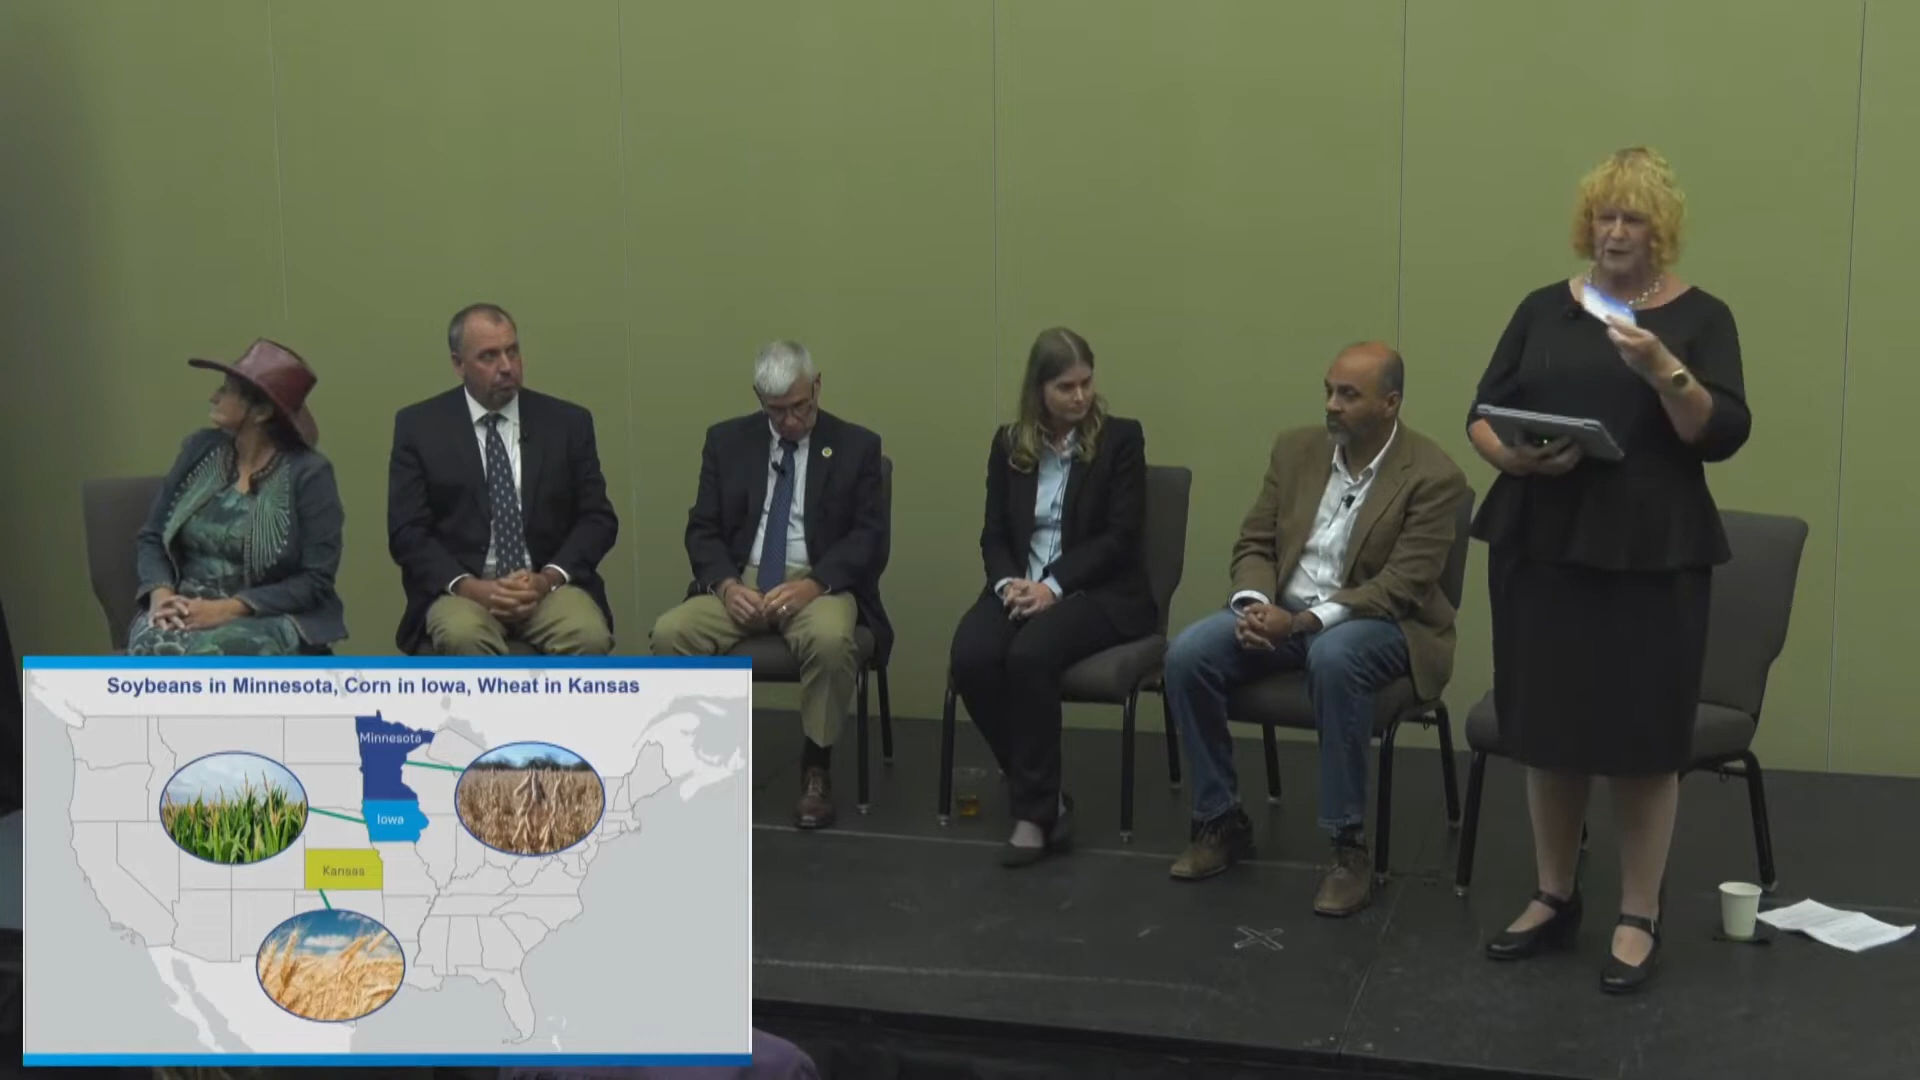 Soybeans in Minnesota, Corn in Iowa, Wheat in Kansas
Minnesota
Iowa
Kansas